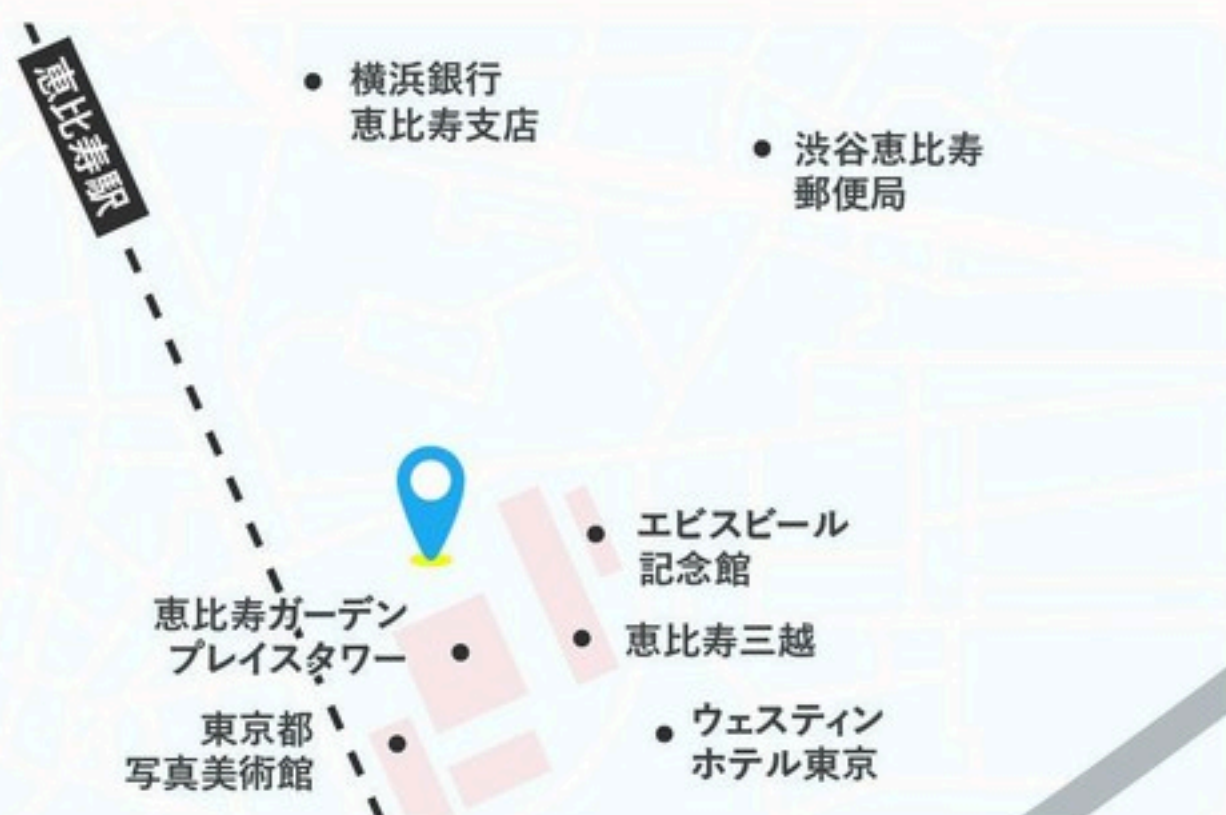 恵比寿駅
横浜銀行
恵比寿支店
渋谷恵比寿
郵便局
エビスビール
記念館
恵比寿ガーデン
プレイスタワー
恵比寿三越
東京都
写真美術館
ウェスティン
ホテル東京